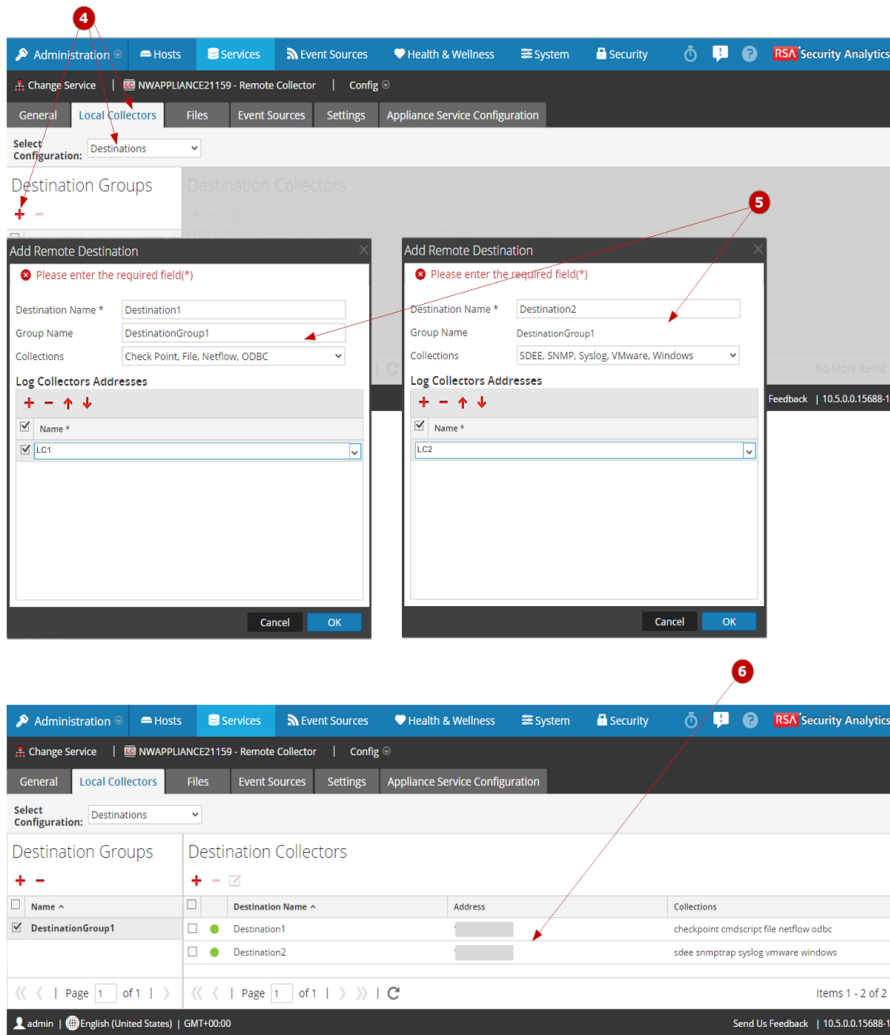 4
Administration Hosts Services Event Sources Health & Wellness System Security RSA Security Analytics
Change Service | LC NWAPPLIANCE21159 - Remote Collector | Config
General Local Collectors Files Event Sources Settings Appliance Service Configuration
Select Configuration: Destinations
Destination Groups Destination Collectors
5
Add Remote Destination
Please enter the required field(*)
Destination Name * Destination1
Group Name DestinationGroup1
Collections Check Point, File, Netflow, ODBC
Log Collectors Addresses
Name *
LC1
Cancel OK
Add Remote Destination
Please enter the required field(*)
Destination Name * Destination2
Group Name DestinationGroup1
Collections SDEE, SNMP, Syslog, VMware, Windows
Log Collectors Addresses
Name *
LC2
Cancel OK
No More Items
Feedback | 10.5.0.0.15688-1
6
Administration Hosts Services Event Sources Health & Wellness System Security RSA Security Analytics
Change Service | LC NWAPPLIANCE21159 - Remote Collector | Config
General Local Collectors Files Event Sources Settings Appliance Service Configuration
Select Configuration: Destinations
Destination Groups Destination Collectors
Name Destination Name Address Collections
DestinationGroup1 Destination1 checkpoint cmdscript file netflow odbc
Destination2 sdee snmptrap syslog vmware windows
| Page 1 of 1 | | Page 1 of 1 | | Items 1 - 2 of 2
admin | English (United States) | GMT+00:00 Send Us Feedback | 10.5.0.0.15688-1